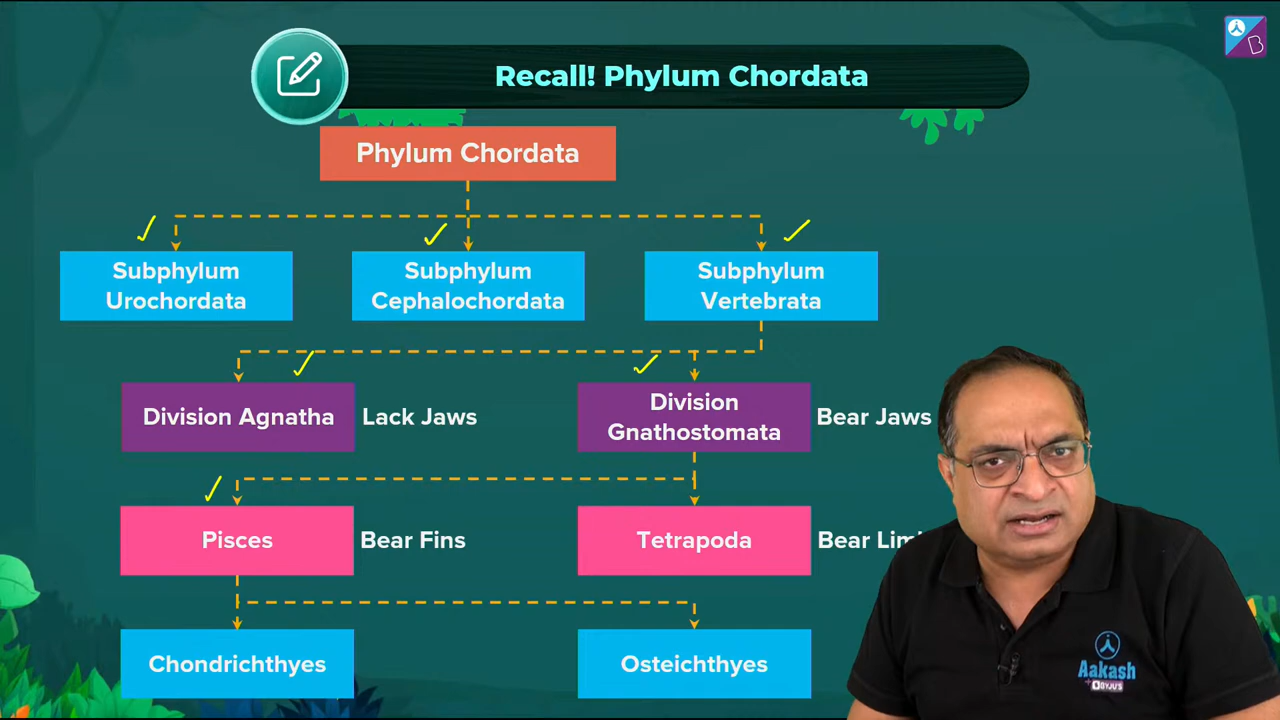 Recall! Phylum Chordata
B
Phylum Chordata
Subphylum
Urochordata
Subphylum
Cephalochordata
Subphylum
Vertebrata
Division Agnatha
Lack Jaws
Division
Gnathostomata
Bear Jaws
Pisces
Bear Fins
Tetrapoda
Bear
Chondrichthyes
Osteichthyes
Aakash
BYJU'S